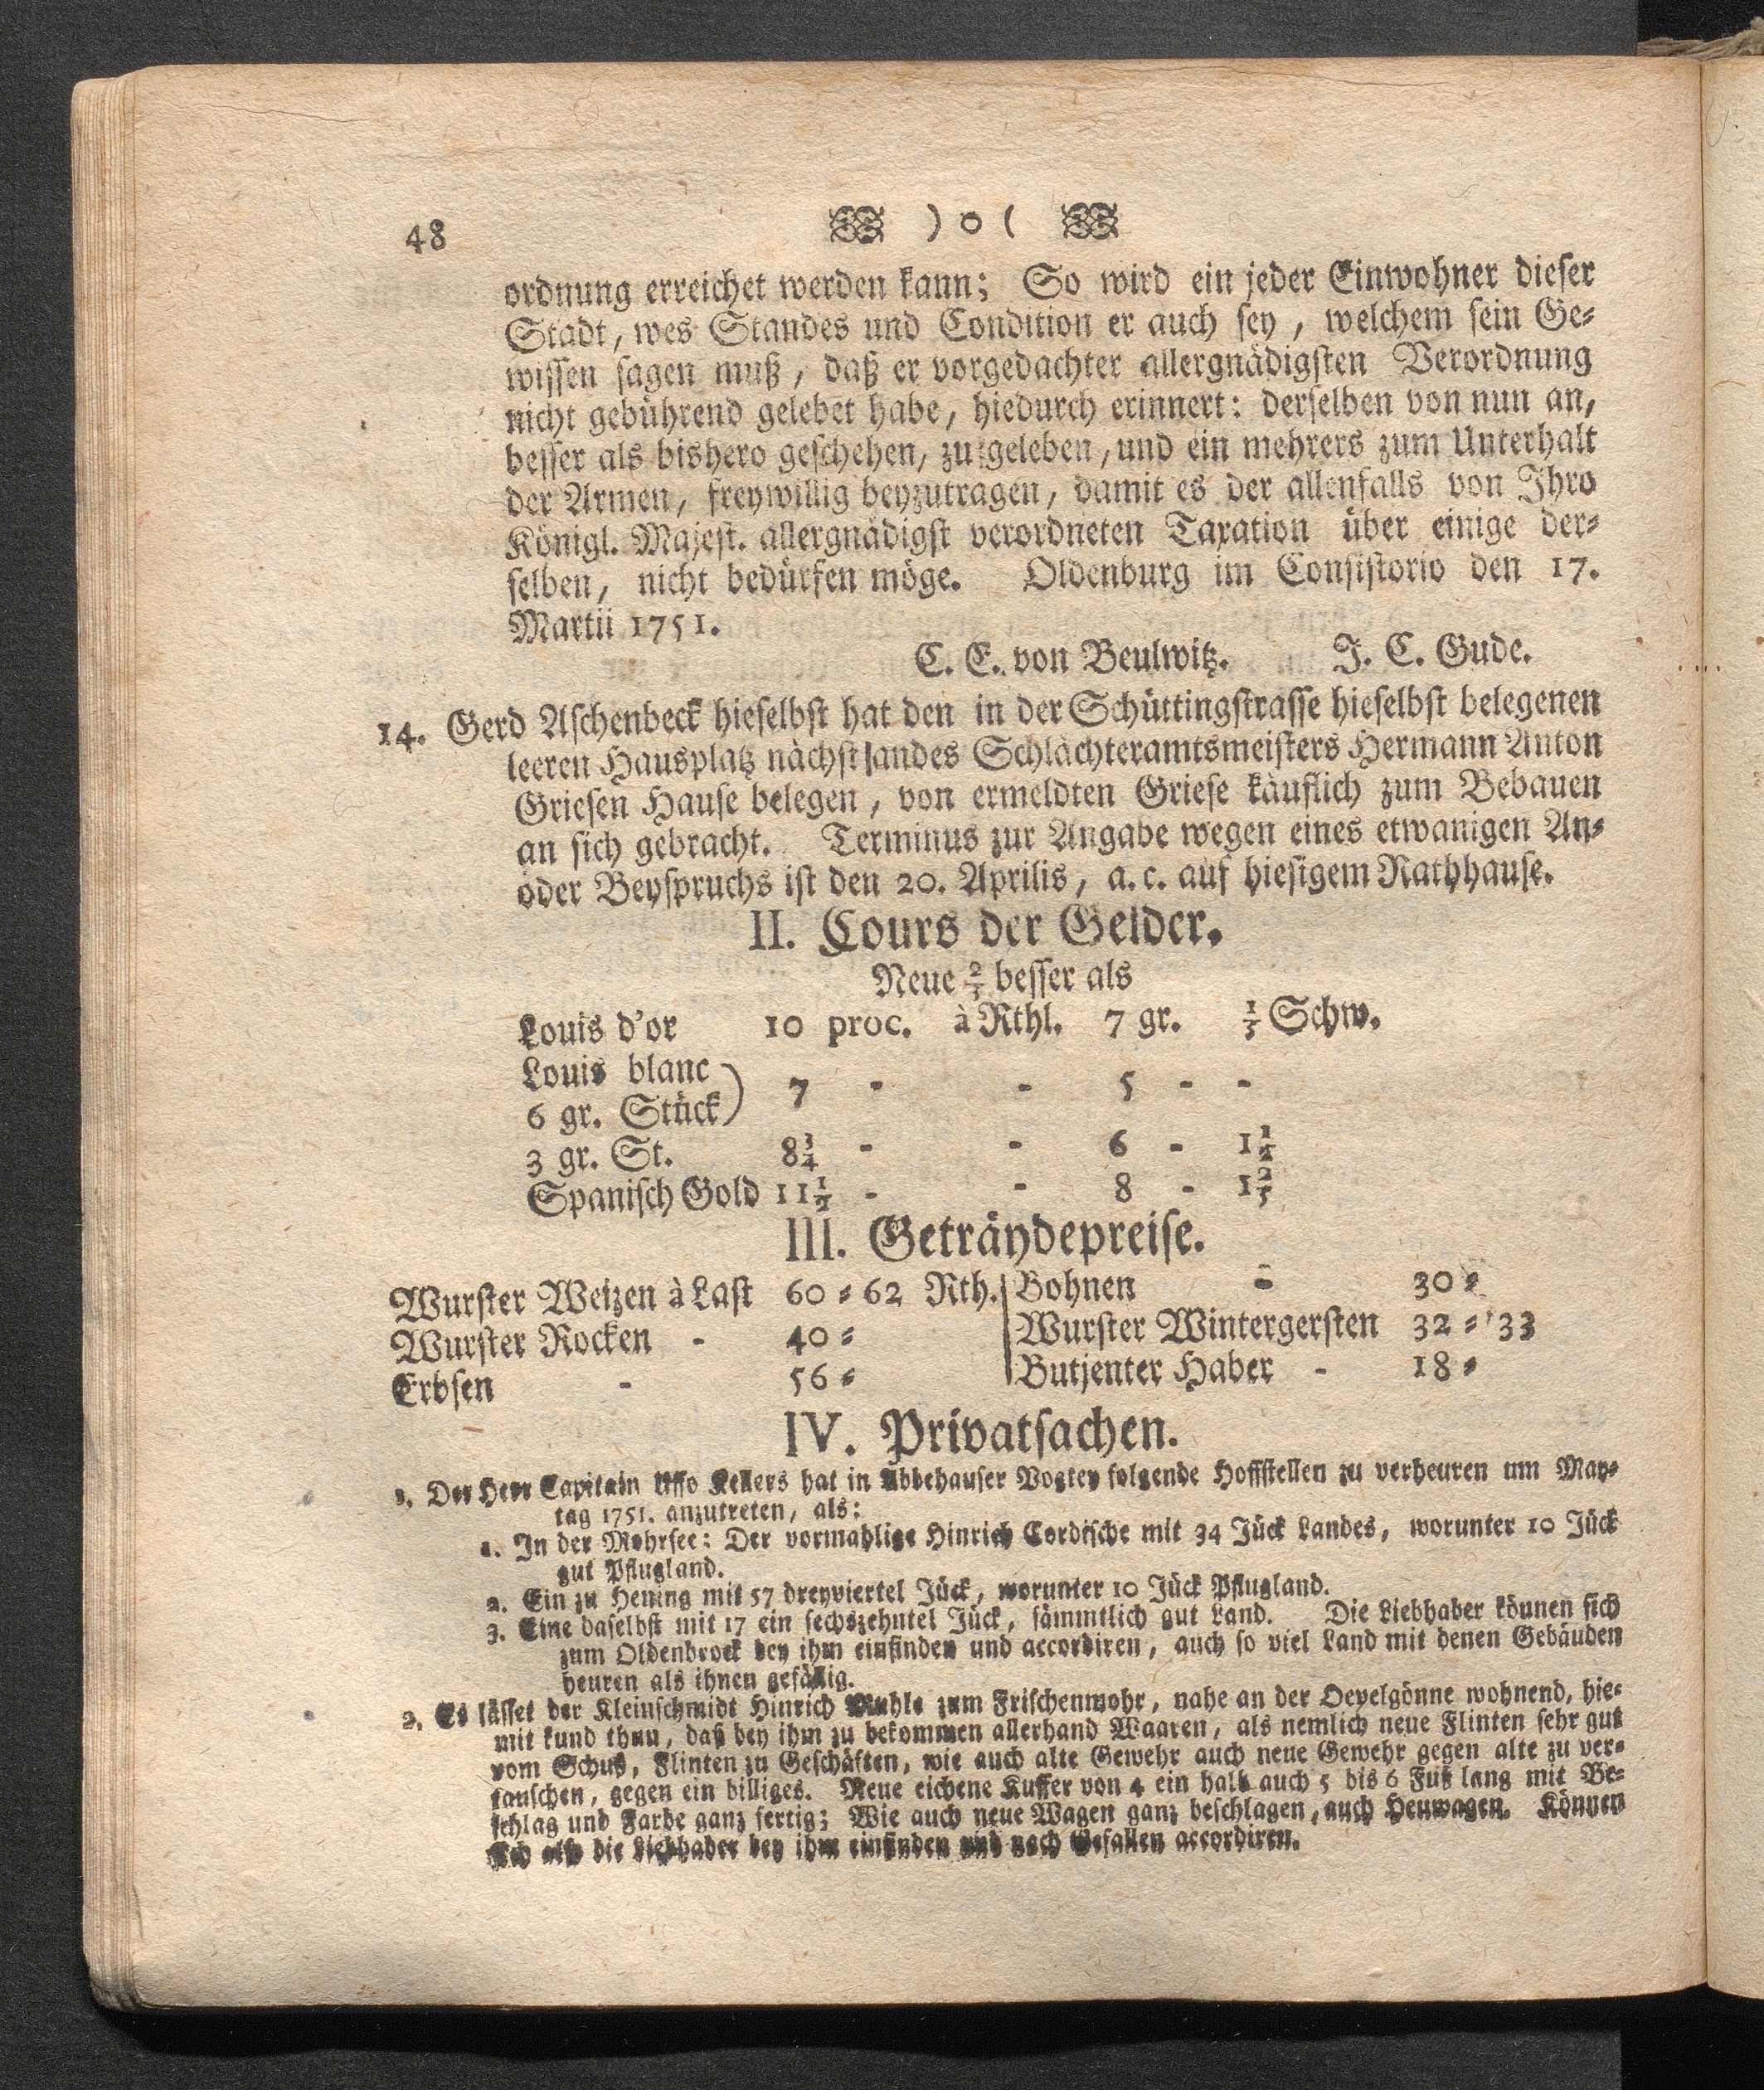 48 ) o (
ordnung erreichet werden kann; So wird ein jeder Einwohner dieser
Stadt, wes Standes und Condition er auch sey, welchem sein Ge-
wissen sagen muß, daß er vorgedachter allergnädigsten Verordnung
nicht gebührend gelebet habe, hiedurch erinnert: derselben von nun an,
besser als bishero geschehen, zu geleben, und ein mehrers zum Unterhalt
der Armen, freywillig beyzutragen, damit es der allenfalls von Ihro
Königl. Majest. allergnädigst verordneten Taxation über einige der-
selben, nicht bedürfen möge. Oldenburg im Consistorio den 17.
Martii 1751.
C. E. von Beulwitz. J. C. Gude.
14. Gerd Aschenbeck hieselbst hat den in der Schüttingstrasse hieselbst belegenen
leeren Hausplatz nächst andes Schlächteramtsmeisters Hermann Anton
Griesen Hause belegen, von ermeldten Griese käuflich zum Bebauen
an sich gebracht. Terminus zur Angabe wegen eines etwanigen An-
oder Beyspruchs ist den 20. Aprilis, a. c. auf hiesigem Rathhause.
II. Cours der Gelder.
Neue 2/3 besser als
Louis d'or 10 proc. à Rthl. 7 gr. 1/5 Schw.
Louis blanc
6 gr. Stück) 7 - - 5 - -
3 gr. St. 8 3/4 - - 6 - 1 1/2
Spanisch Gold 11 1/2 - - 8 - 1 2/5
III. Geträydepreise.
Wurster Weizen à Last 60 = 62 Rth. Bohnen - 30 =
Wurster Rocken - 40 = Wurster Wintergersten 32 = 33
Erbsen - 56 = Butjenter Haber - 18 =
IV. Privatsachen.
1. Der Herr Capitain Uffo Kellers hat in Abbehauser Vogtey folgende Hoffstellen zu verheuren um May-
tag 1751. anzutreten, als:
1. In der Mohrsee: Der vormahlige Hinrich Cordische mit 34 Jück Landes, worunter 10 Jück
gut Pflugland.
2. Ein zu Hening mit 57 dreyviertel Jück, worunter 10 Jück Pflugland.
3. Eine daselbst mit 17 ein sechszehntel Jück, sämmtlich gut Land. Die Liebhaber können sich
zum Oldenbrock bey ihm einfinden und accordiren, auch so viel Land mit denen Gebäuden
heuren als ihnen gefällig.
2. Es lässet der Kleinschmidt Hinrich Muhle zum Frischenmohr, nahe an der Oevelgönne wohnend, hie-
mit kund thun, daß bey ihm zu bekommen allerhand Waaren, als nemlich neue Flinten sehr gut
vom Schuß, Flinten zu Geschäften, wie auch alte Gewehr auch neue Gewehr gegen alte zu ver-
tauschen, gegen ein billiges. Neue eichene Kuffer von 4 ein halb auch 5 bis 6 Fuß lang mit Be-
schlag und Farbe ganz fertig; Wie auch neue Wagen ganz beschlagen, auch Heuwagen. Können
sich also die Liebhaber bey ihm einfinden und nach Gefallen accordiren.